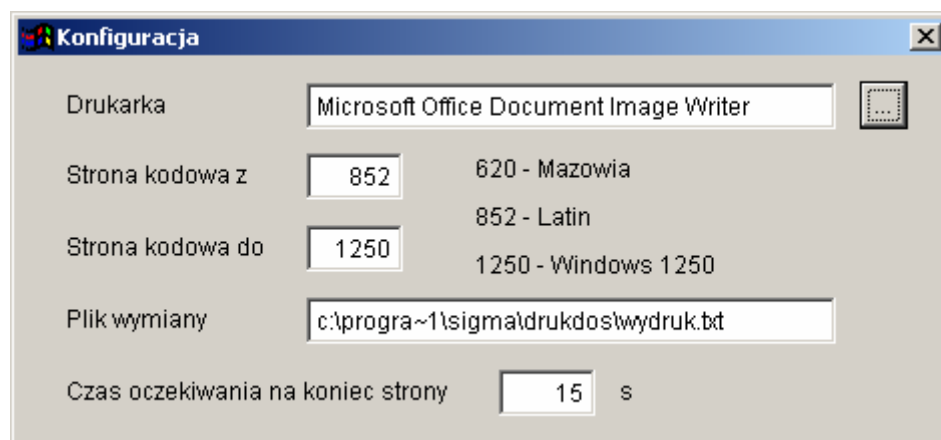 Konfiguracja
Drukarka Microsoft Office Document Image Writer ...
Strona kodowa z 852 620 - Mazowia
852 - Latin
Strona kodowa do 1250
1250 - Windows 1250
Plik wymiany c:\progra~1\sigma\drukdos\wydruk.txt
Czas oczekiwania na koniec strony 15 s